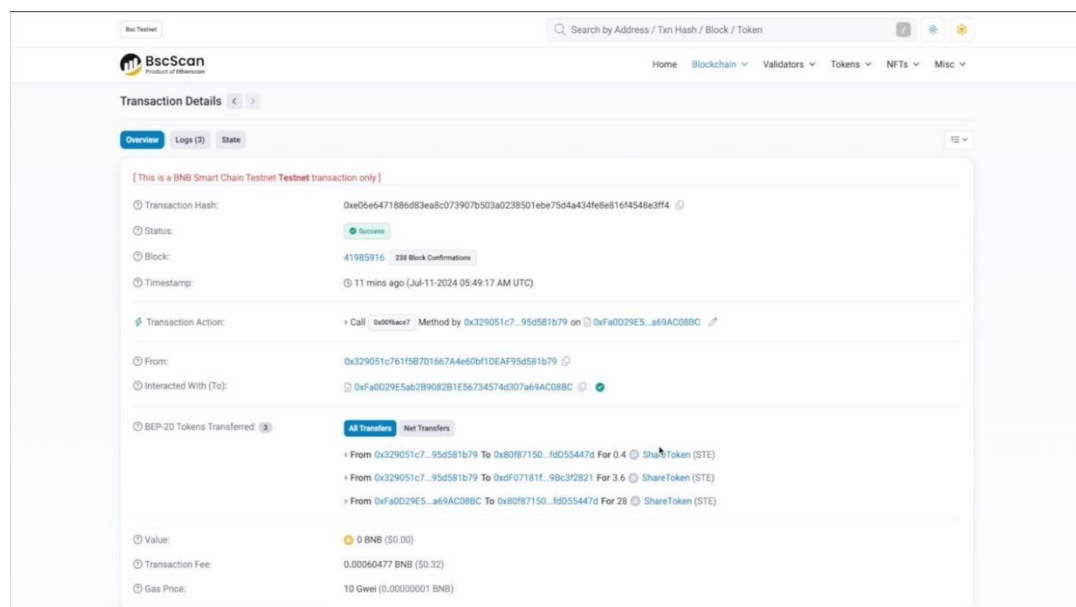 Bsc Testnet
Search by Address / Txn Hash / Block / Token /
BscScan
Product of Etherscan
Home Blockchain Validators Tokens NFTs Misc
Transaction Details
Overview Logs (3) State
[ This is a BNB Smart Chain Testnet Testnet transaction only ]
Transaction Hash: 0xe06e6471886d83ea8c073907b503a0238501ebe75d4a434fe8e816f4548e3ff4
Status: Success
Block: 41985916 238 Block Confirmations
Timestamp: 11 mins ago (Jul-11-2024 05:49:17 AM UTC)
Transaction Action: Call 0x00f6ace7 Method by 0x329051c7...95d581b79 on 0xFa0D29E5...a69AC08BC
From: 0x329051c761f5B701667A4e60bf1DEAF95d581b79
Interacted With (To): 0xFa0D29E5ab2B9082B1E56734574d307a69AC08BC
BEP-20 Tokens Transferred: 3 All Transfers Net Transfers
From 0x329051c7...95d581b79 To 0x80f87150...fdD55447d For 0.4 ShareToken (STE)
From 0x329051c7...95d581b79 To 0xdF07181f...9Bc3f2821 For 3.6 ShareToken (STE)
From 0xFa0D29E5...a69AC08BC To 0x80f87150...fdD55447d For 28 ShareToken (STE)
Value: 0 BNB ($0.00)
Transaction Fee: 0.00060477 BNB ($0.32)
Gas Price: 10 Gwei (0.00000001 BNB)